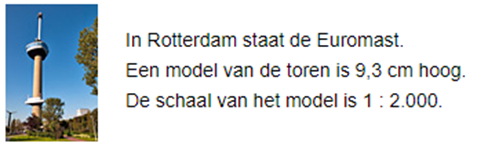 In Rotterdam staat de Euromast.
Een model van de toren is 9,3 cm hoog.
De schaal van het model is 1 : 2.000.